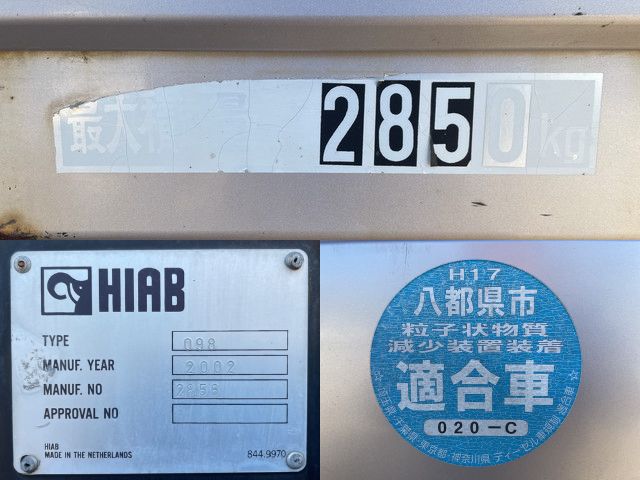 最大積 量 2850kg
HIAB
TYPE 098
MANUF. YEAR 2002
MANUF. NO 2858
APPROVAL NO
HIAB
MADE IN THE NETHERLANDS 844.9970
H17
八都県市
粒子状物質
減少装置装着
適合車
020-C